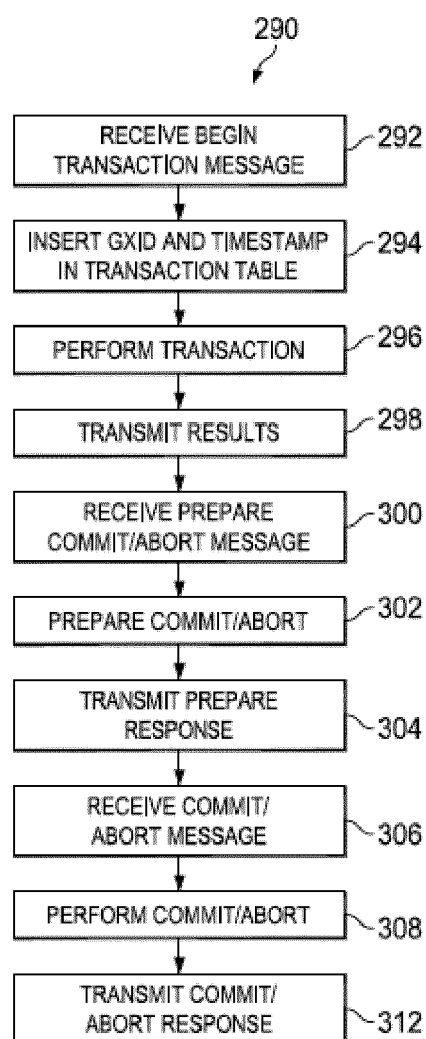 290
RECEIVE BEGIN
TRANSACTION MESSAGE
292
INSERT GXID AND TIMESTAMP
IN TRANSACTION TABLE
294
PERFORM TRANSACTION
296
TRANSMIT RESULTS
298
RECEIVE PREPARE
COMMIT/ABORT MESSAGE
300
PREPARE COMMIT/ABORT
302
TRANSMIT PREPARE
RESPONSE
304
RECEIVE COMMIT/
ABORT MESSAGE
306
PERFORM COMMIT/ABORT
308
TRANSMIT COMMIT/
ABORT RESPONSE
312